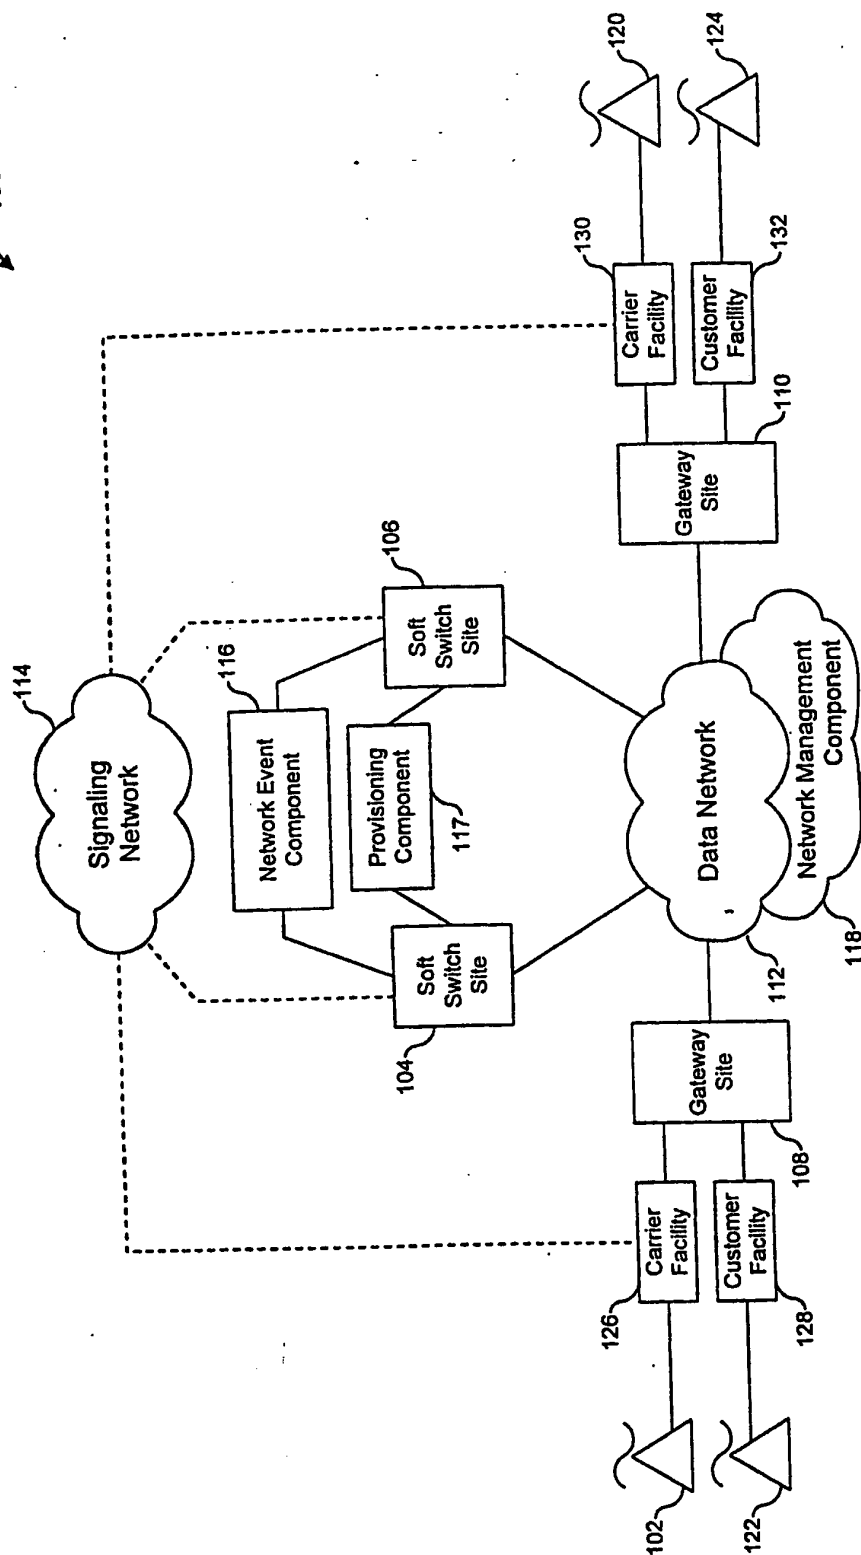 114
Signaling
Network
116
Network Event
Component
Provisioning
Component
117
104
Soft
Switch
Site
106
Soft
Switch
Site
Data Network
112
Network Management
Component
118
108
Gateway
Site
110
Gateway
Site
126
Carrier
Facility
128
Customer
Facility
130
Carrier
Facility
132
Customer
Facility
102
122
120
124